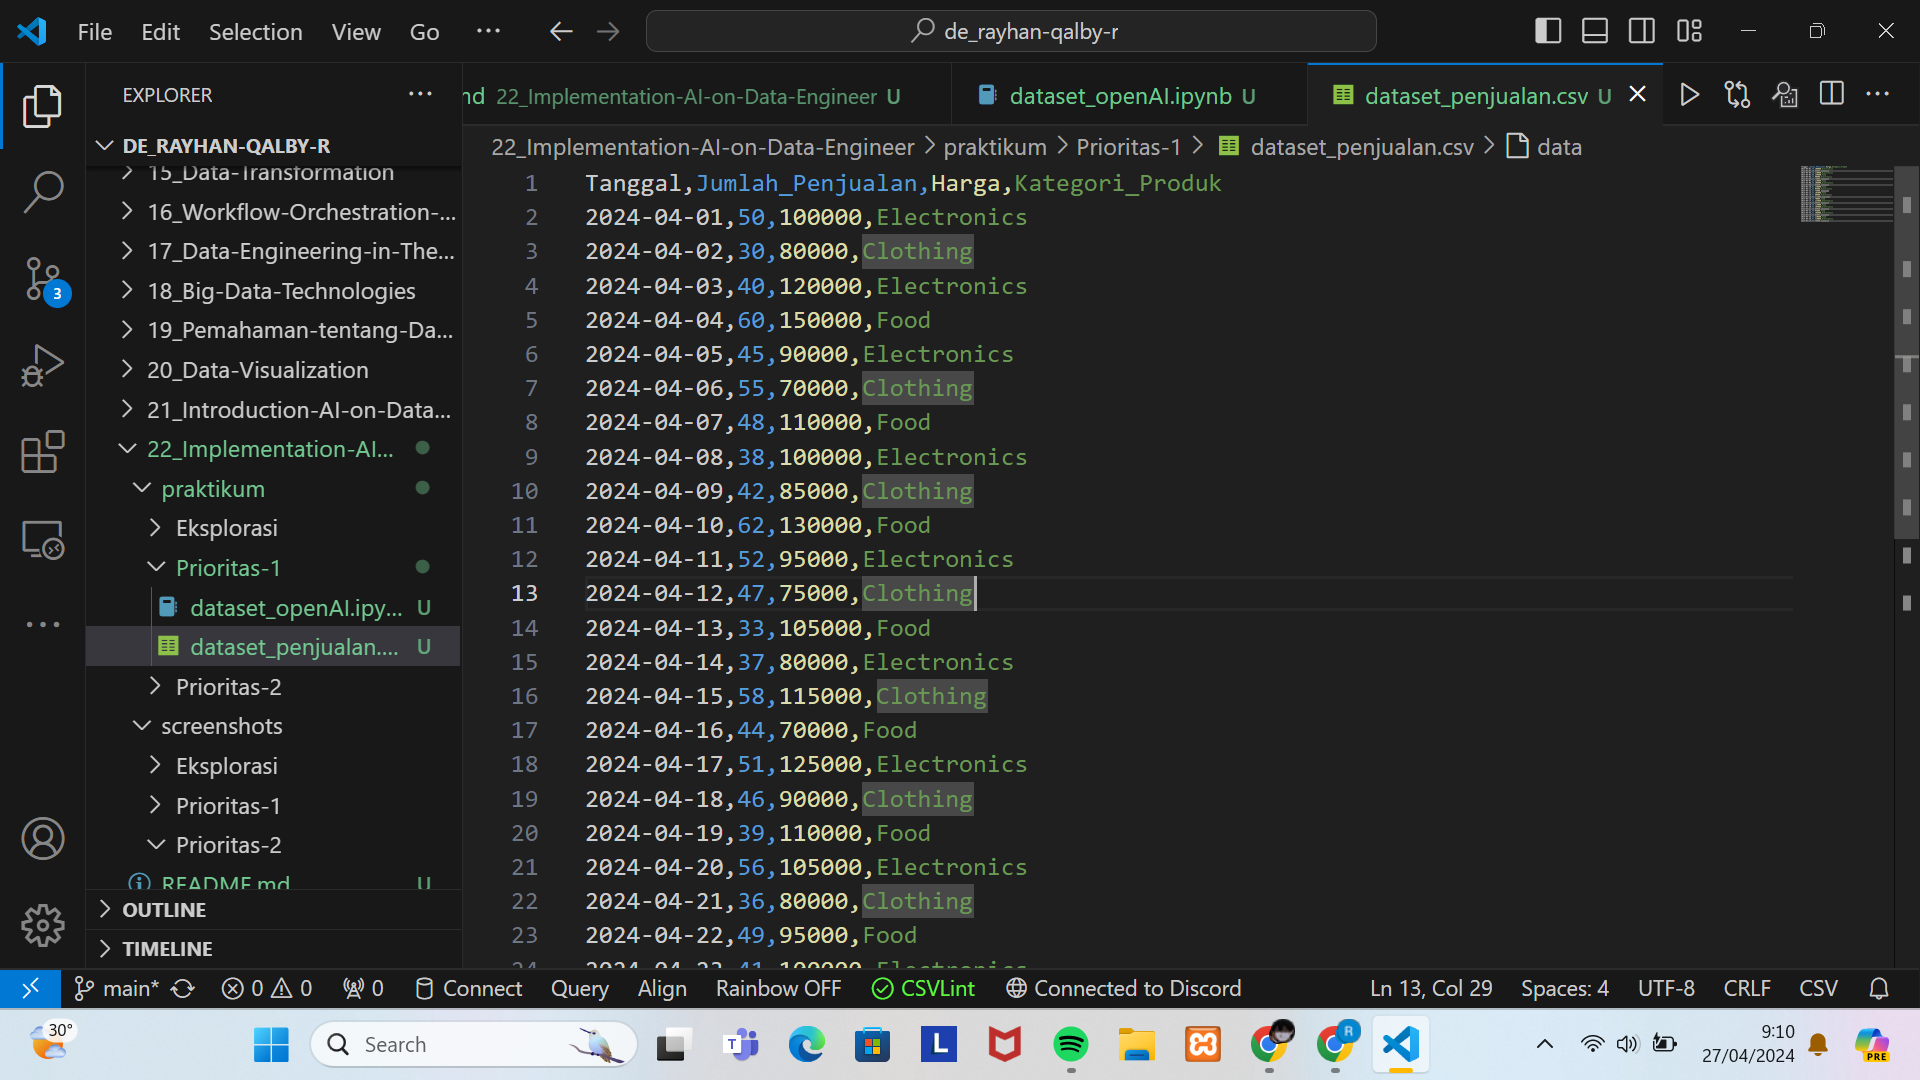 File Edit Selection View Go ··· de_rayhan-qalby-r
EXPLORER ···
DE_RAYHAN-QALBY-R
15_Data-Transformation
16_Workflow-Orchestration-...
17_Data-Engineering-in-The...
18_Big-Data-Technologies
19_Pemahaman-tentang-Da...
20_Data-Visualization
21_Introduction-AI-on-Data...
22_Implementation-AI...
praktikum
Eksplorasi
Prioritas-1
dataset_openAI.ipy... U
dataset_penjualan.... U
Prioritas-2
screenshots
Eksplorasi
Prioritas-1
Prioritas-2
README.md U
OUTLINE
TIMELINE
nd 22_Implementation-AI-on-Data-Engineer U dataset_openAI.ipynb U dataset_penjualan.csv U
22_Implementation-AI-on-Data-Engineer > praktikum > Prioritas-1 > dataset_penjualan.csv > data
1 Tanggal,Jumlah_Penjualan,Harga,Kategori_Produk
2 2024-04-01,50,100000,Electronics
3 2024-04-02,30,80000,Clothing
4 2024-04-03,40,120000,Electronics
5 2024-04-04,60,150000,Food
6 2024-04-05,45,90000,Electronics
7 2024-04-06,55,70000,Clothing
8 2024-04-07,48,110000,Food
9 2024-04-08,38,100000,Electronics
10 2024-04-09,42,85000,Clothing
11 2024-04-10,62,130000,Food
12 2024-04-11,52,95000,Electronics
13 2024-04-12,47,75000,Clothing
14 2024-04-13,33,105000,Food
15 2024-04-14,37,80000,Electronics
16 2024-04-15,58,115000,Clothing
17 2024-04-16,44,70000,Food
18 2024-04-17,51,125000,Electronics
19 2024-04-18,46,90000,Clothing
20 2024-04-19,39,110000,Food
21 2024-04-20,56,105000,Electronics
22 2024-04-21,36,80000,Clothing
23 2024-04-22,49,95000,Food
24 2024-04-23,41,100000,Electronics
3
main* 0 0 0 Connect Query Align Rainbow OFF CSVLint Connected to Discord Ln 13, Col 29 Spaces: 4 UTF-8 CRLF CSV
30° Search T L R 9:10
27/04/2024 PRE